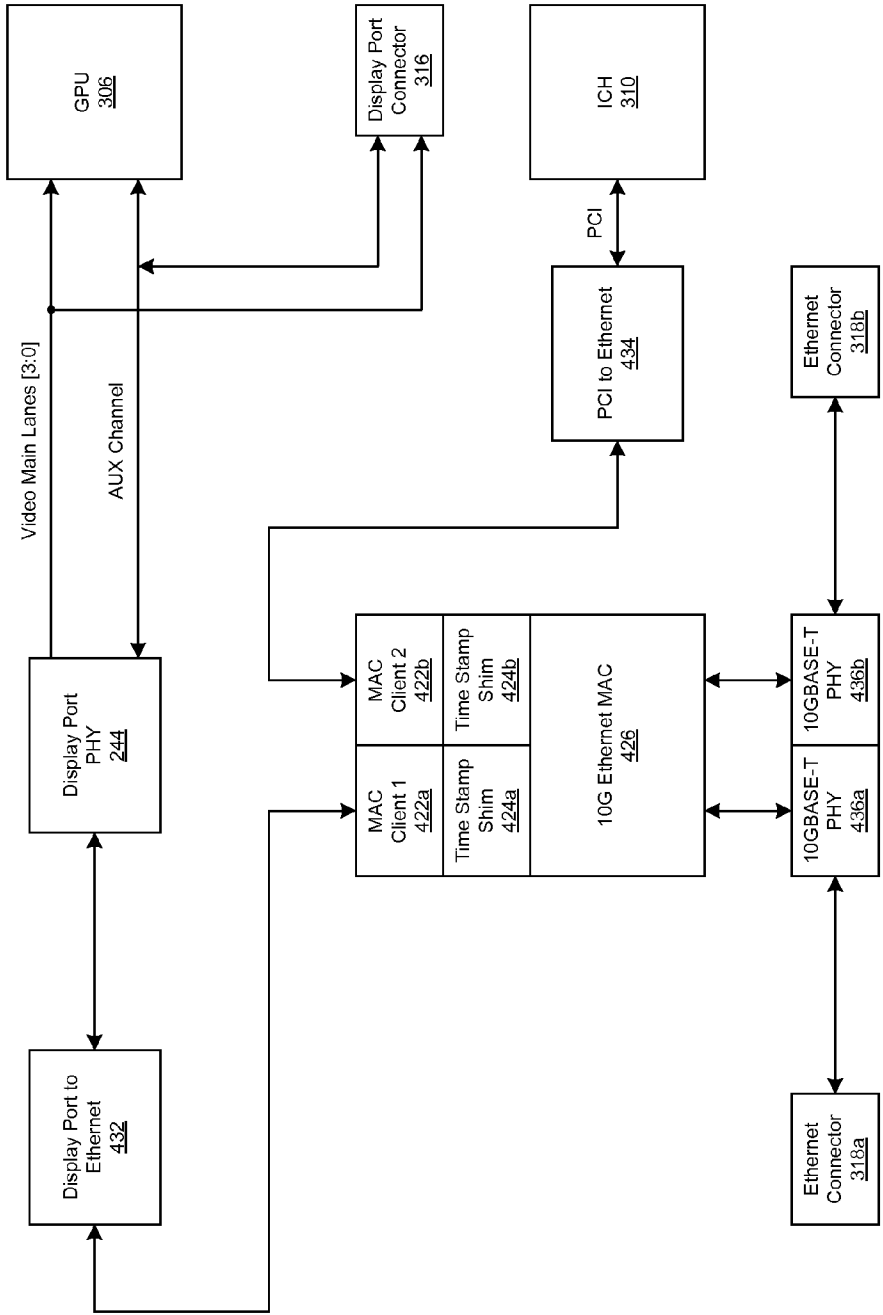 GPU
306
Display Port
Connector
316
ICH
310
Video Main Lanes [3:0]
AUX Channel
PCI
Display Port
PHY
244
PCI to Ethernet
434
Ethernet
Connector
318b
Display Port to
Ethernet
432
MAC
Client 1
422a
MAC
Client 2
422b
Time Stamp
Shim
424a
Time Stamp
Shim
424b
10G Ethernet MAC
426
10GBASE-T
PHY
436a
10GBASE-T
PHY
436b
Ethernet
Connector
318a